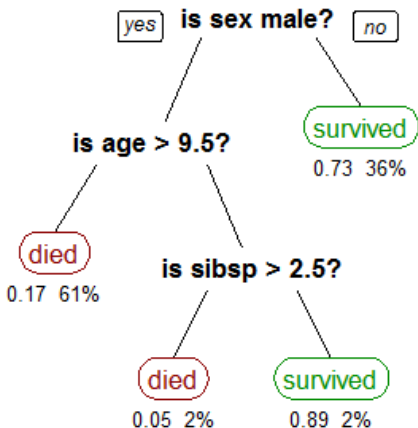 yes is sex male? no
survived
0.73 36%
is age > 9.5?
died
0.17 61%
is sibsp > 2.5?
died survived
0.05 2% 0.89 2%